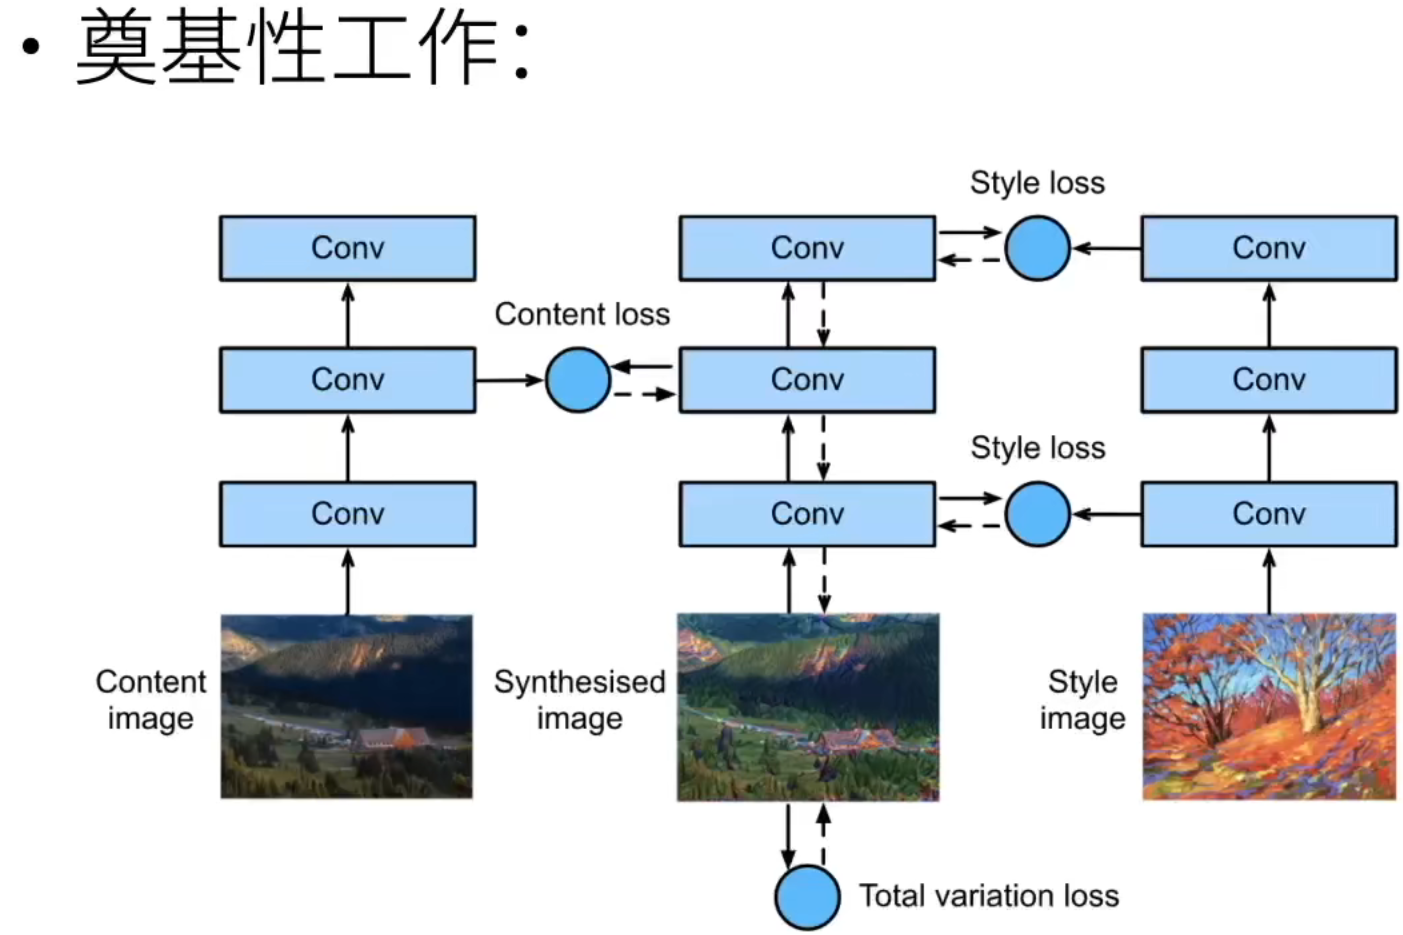 • 奠基性工作：
Style loss
Conv
Conv
Conv
Content loss
Conv
Conv
Conv
Style loss
Conv
Conv
Conv
Content
image
Synthesised
image
Style
image
Total variation loss